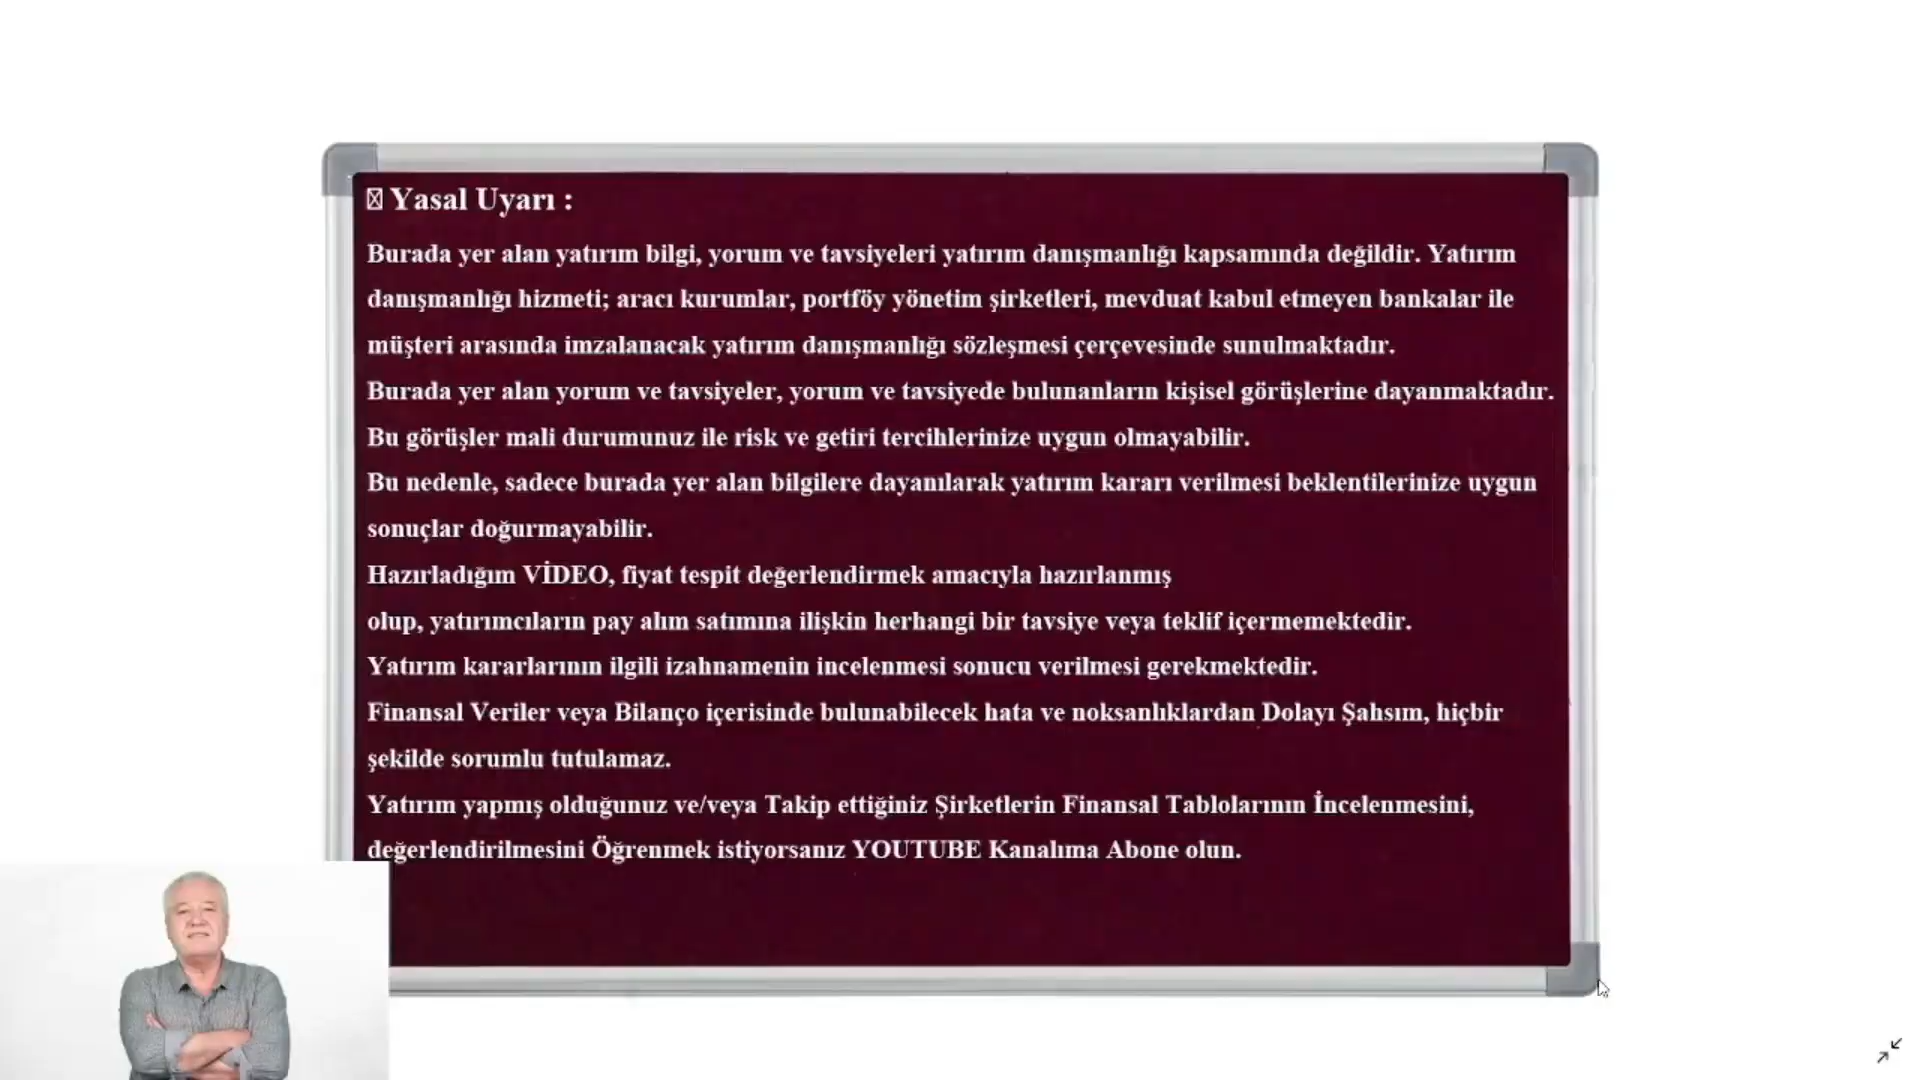 Yasal Uyarı :
Burada yer alan yatırım bilgi, yorum ve tavsiyeleri yatırım danışmanlığı kapsamında değildir. Yatırım
danışmanlığı hizmeti; aracı kurumlar, portföy yönetim şirketleri, mevduat kabul etmeyen bankalar ile
müşteri arasında imzalanacak yatırım danışmanlığı sözleşmesi çerçevesinde sunulmaktadır.
Burada yer alan yorum ve tavsiyeler, yorum ve tavsiyede bulunanların kişisel görüşlerine dayanmaktadır.
Bu görüşler mali durumunuz ile risk ve getiri tercihlerinize uygun olmayabilir.
Bu nedenle, sadece burada yer alan bilgilere dayanılarak yatırım kararı verilmesi beklentilerinize uygun
sonuçlar doğurmayabilir.
Hazırladığım VİDEO, fiyat tespit değerlendirmek amacıyla hazırlanmış
olup, yatırımcıların pay alım satımına ilişkin herhangi bir tavsiye veya teklif içermemektedir.
Yatırım kararlarının ilgili izahnamenin incelenmesi sonucu verilmesi gerekmektedir.
Finansal Veriler veya Bilanço içerisinde bulunabilecek hata ve noksanlıklardan Dolayı Şahsım, hiçbir
şekilde sorumlu tutulamaz.
Yatırım yapmış olduğunuz ve/veya Takip ettiğiniz Şirketlerin Finansal Tablolarının İncelenmesini,
değerlendirilmesini Öğrenmek istiyorsanız YOUTUBE Kanalıma Abone olun.